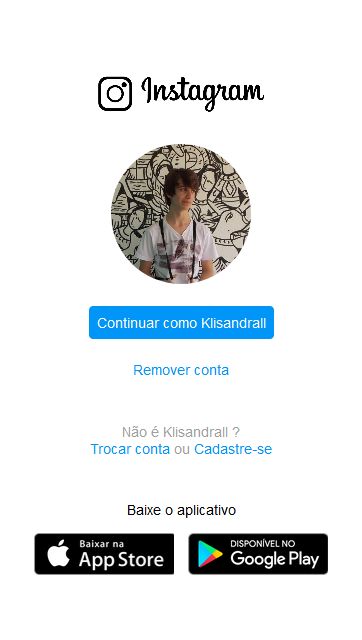 Instagram
Continuar como Klisandrall
Remover conta
Não é Klisandrall ?
Trocar conta ou Cadastre-se
Baixe o aplicativo
Baixar na
App Store
DISPONÍVEL NO
Google Play